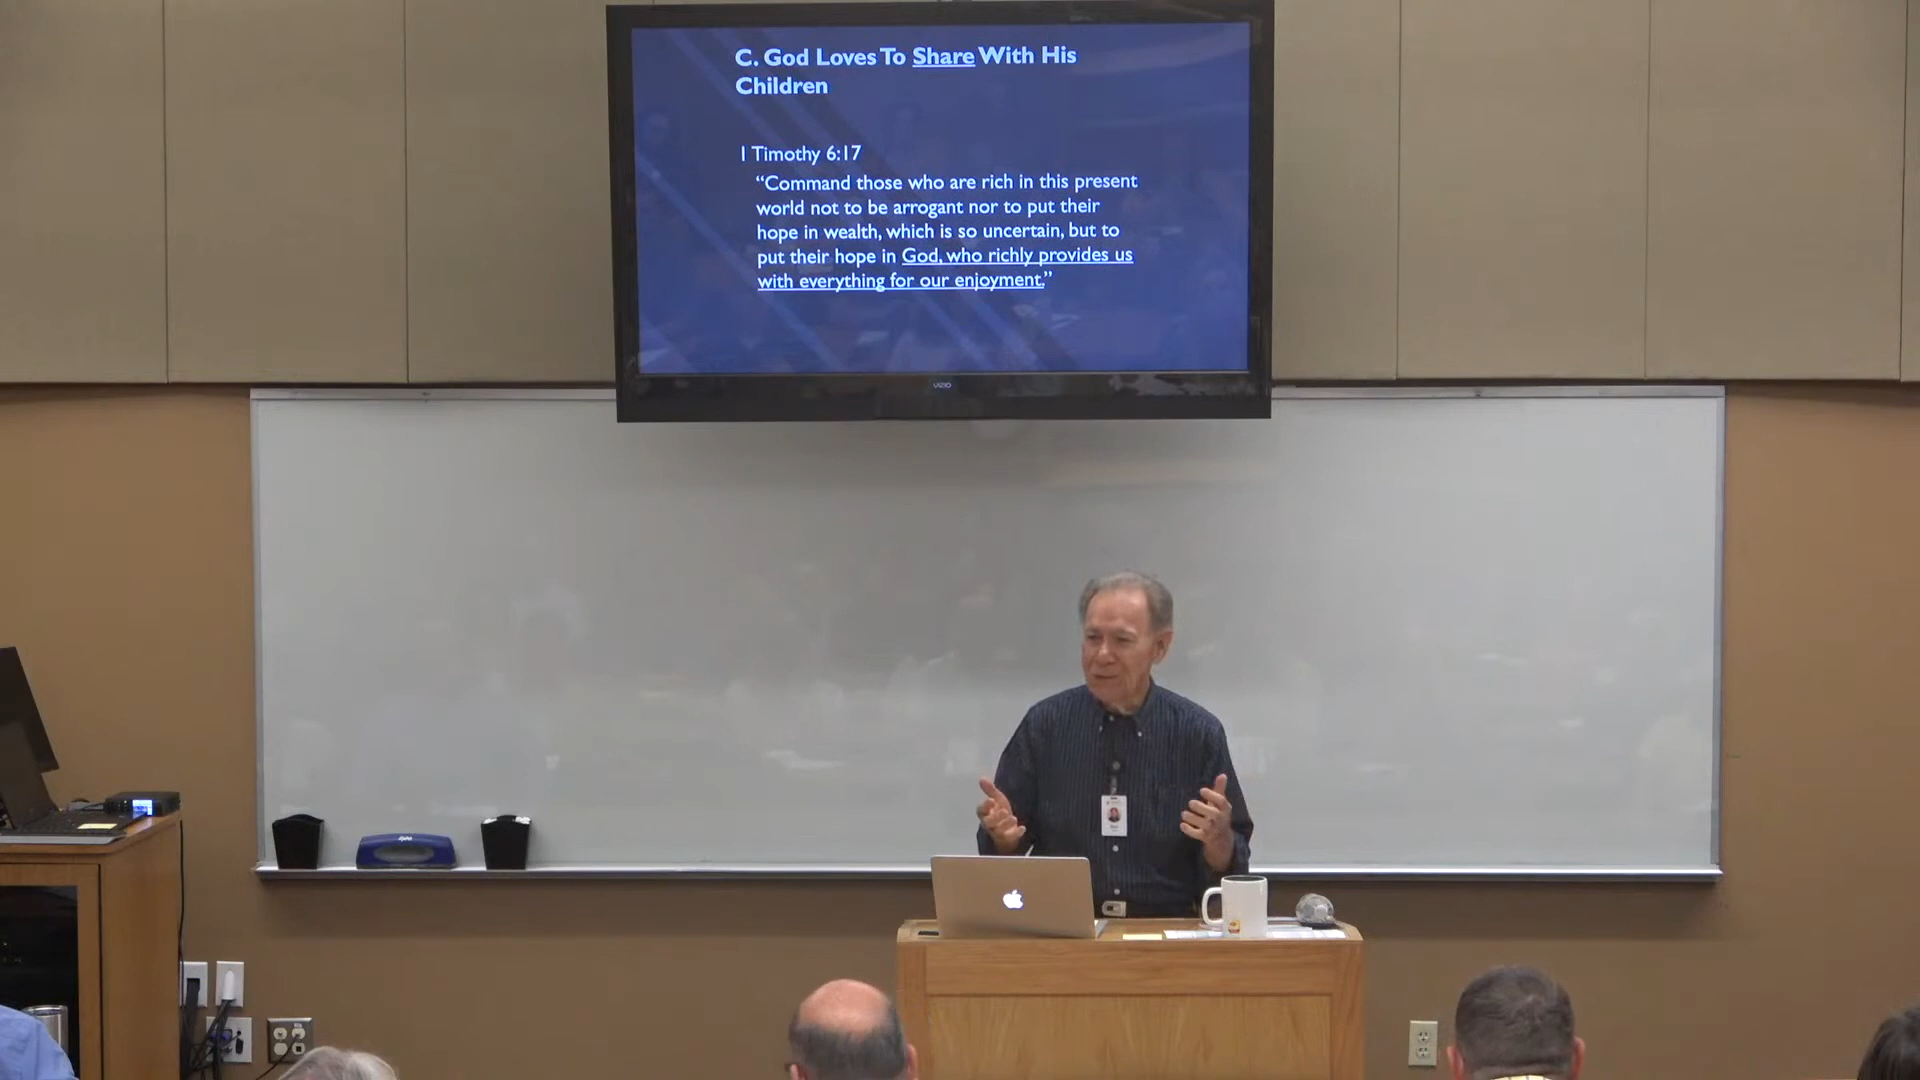 C. God Loves To Share With His
Children
1 Timothy 6:17
“Command those who are rich in this present
world not to be arrogant nor to put their
hope in wealth, which is so uncertain, but to
put their hope in God, who richly provides us
with everything for our enjoyment.”
VIZIO